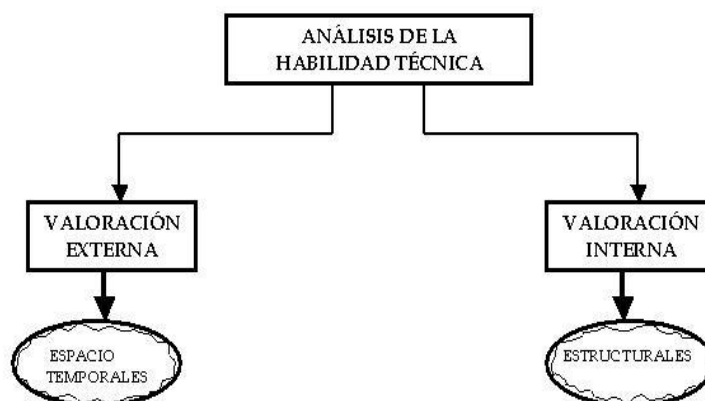 ANÁLISIS DE LA
HABILIDAD TÉCNICA
VALORACIÓN
EXTERNA
VALORACIÓN
INTERNA
ESPACIO
TEMPORALES
ESTRUCTURALES